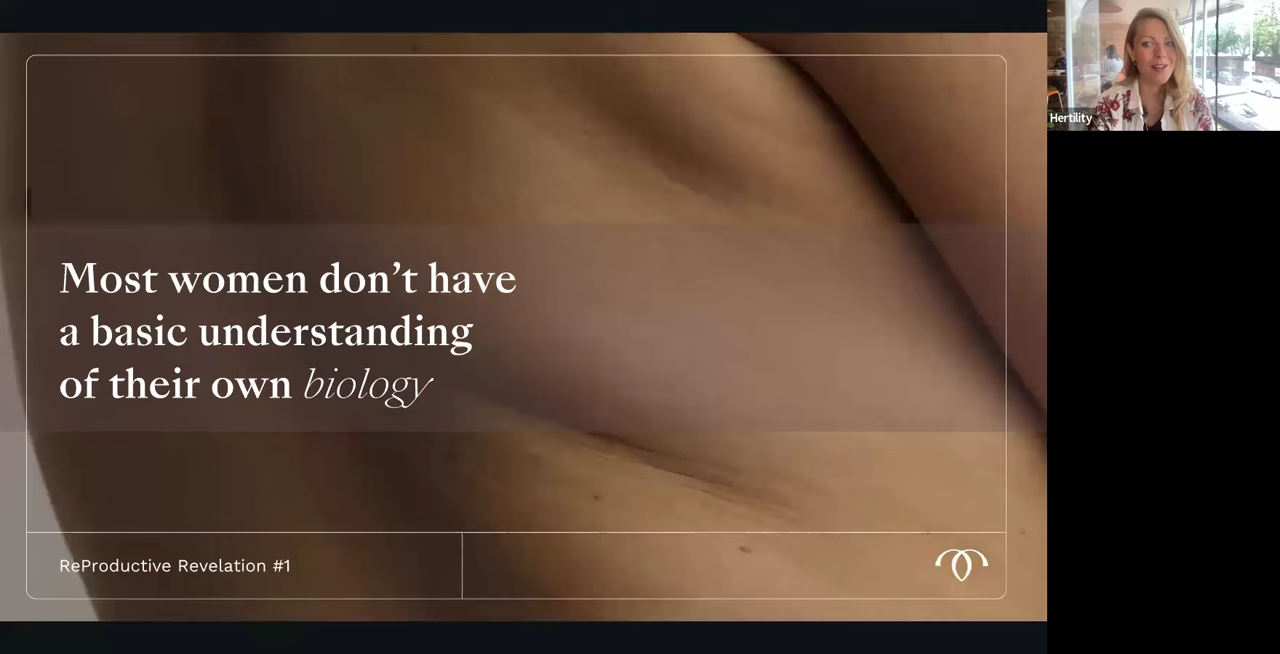 Most women don’t have
a basic understanding
of their own biology
ReProductive Revelation #1
Hertility